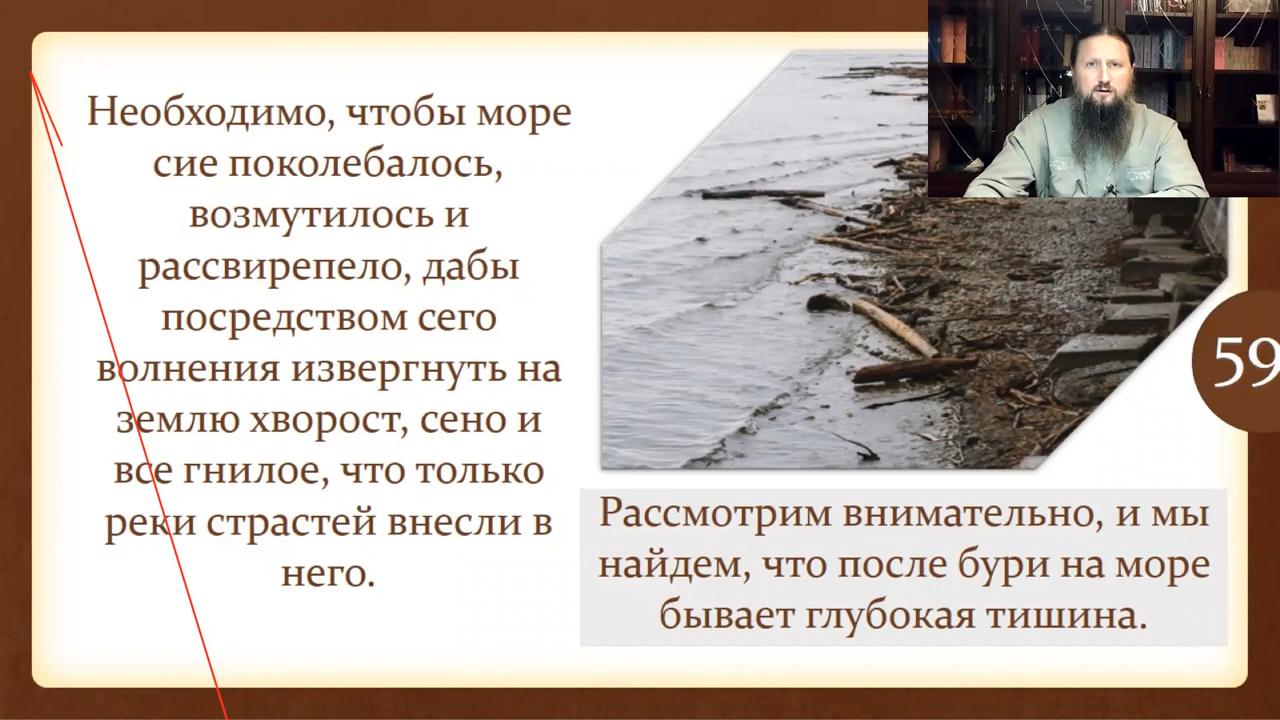 Необходимо, чтобы море
сие поколебалось,
возмутилось и
рассвирепело, дабы
посредством сего
волнения извергнуть на
землю хворост, сено и
все гнилое, что только
реки страстей внесли в
него.
59
Рассмотрим внимательно, и мы
найдем, что после бури на море
бывает глубокая тишина.